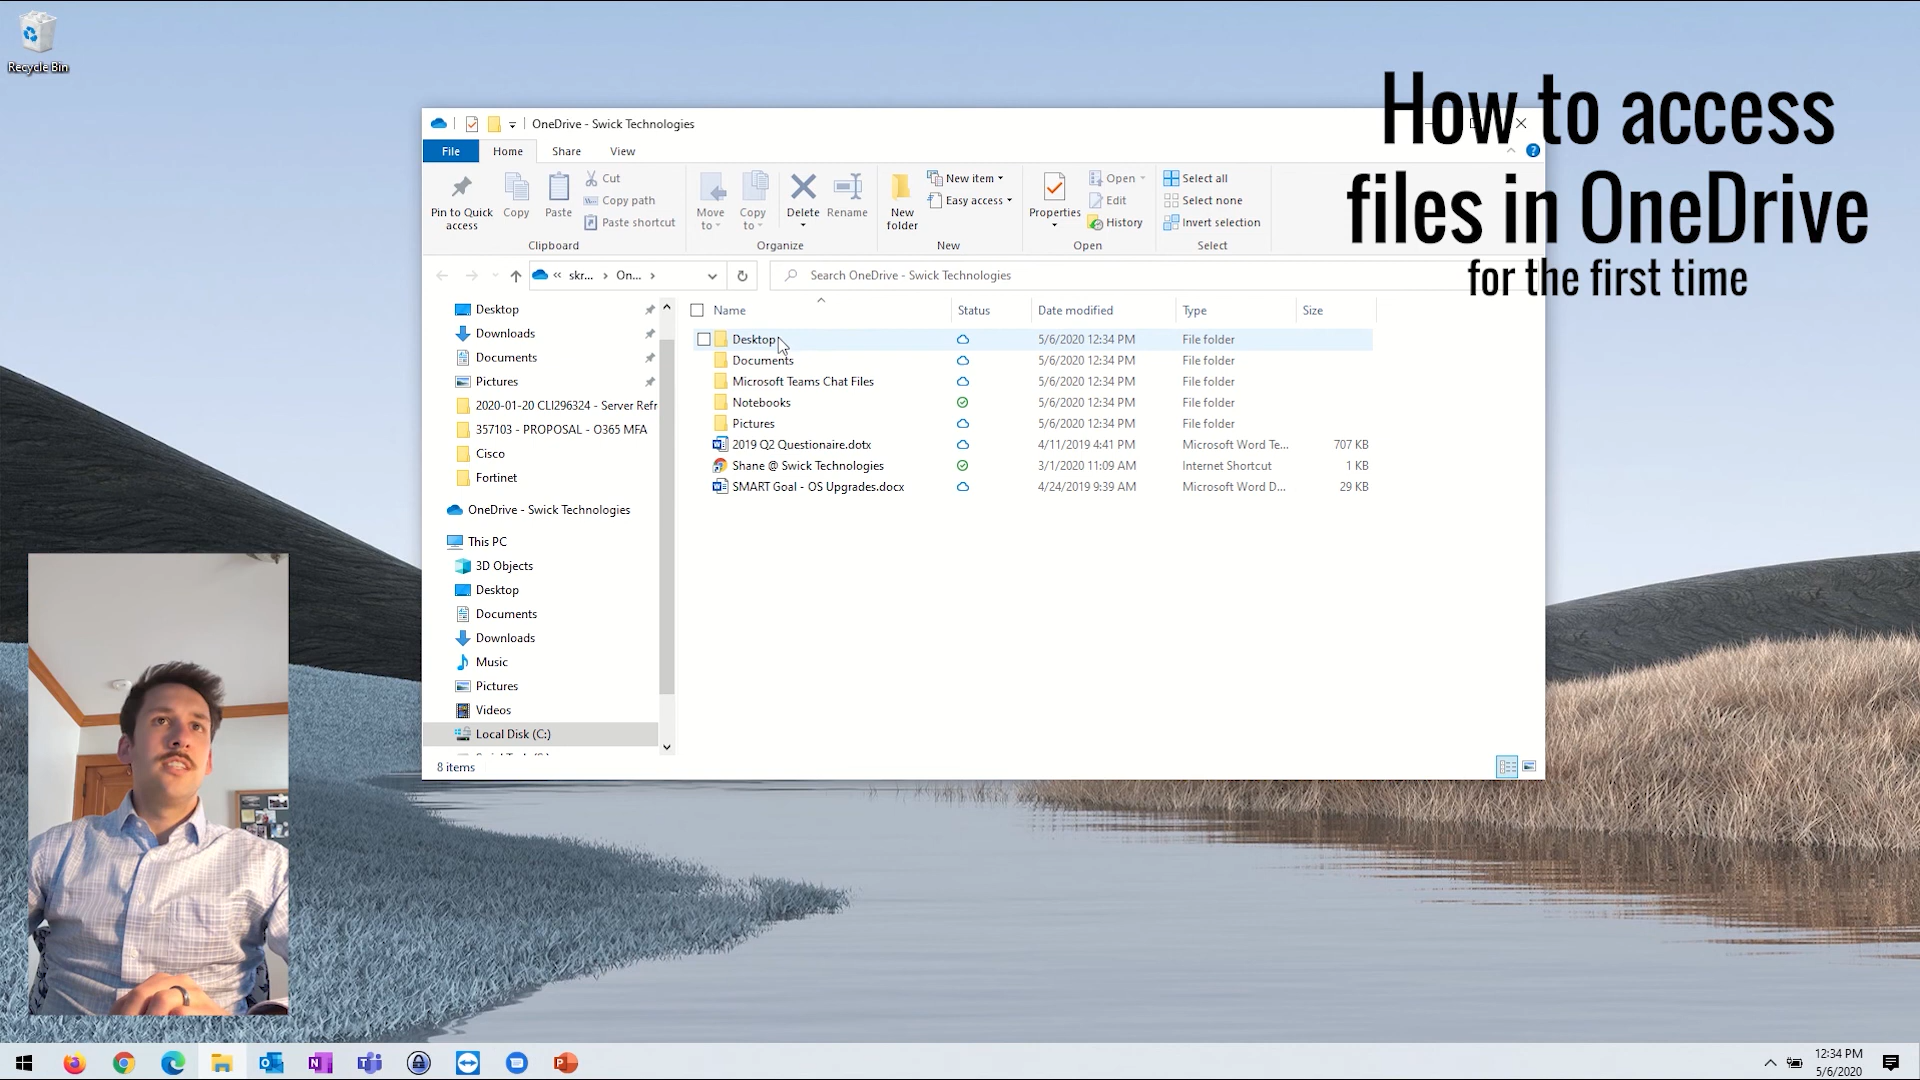 Recycle Bin
How to access
files in OneDrive
for the first time
OneDrive - Swick Technologies
File Home Share View
Pin to Quick access
Copy
Paste
Cut
Copy path
Paste shortcut
Clipboard
Move to
Copy to
Delete
Rename
Organize
New folder
New item
Easy access
New
Properties
Open
Edit
History
Open
Select all
Select none
Invert selection
Select
« skr... › On... ›
Search OneDrive - Swick Technologies
Desktop
Downloads
Documents
Pictures
2020-01-20 CLI296324 - Server Refr
357103 - PROPOSAL - O365 MFA
Cisco
Fortinet
OneDrive - Swick Technologies
This PC
3D Objects
Desktop
Documents
Downloads
Music
Pictures
Videos
Local Disk (C:)
Name Status Date modified Type Size
Desktop 5/6/2020 12:34 PM File folder
Documents 5/6/2020 12:34 PM File folder
Microsoft Teams Chat Files 5/6/2020 12:34 PM File folder
Notebooks 5/6/2020 12:34 PM File folder
Pictures 5/6/2020 12:34 PM File folder
2019 Q2 Questionaire.dotx 4/11/2019 4:41 PM Microsoft Word Te... 707 KB
Shane @ Swick Technologies 3/1/2020 11:09 AM Internet Shortcut 1 KB
SMART Goal - OS Upgrades.docx 4/24/2019 9:39 AM Microsoft Word D... 29 KB
8 items
12:34 PM
5/6/2020